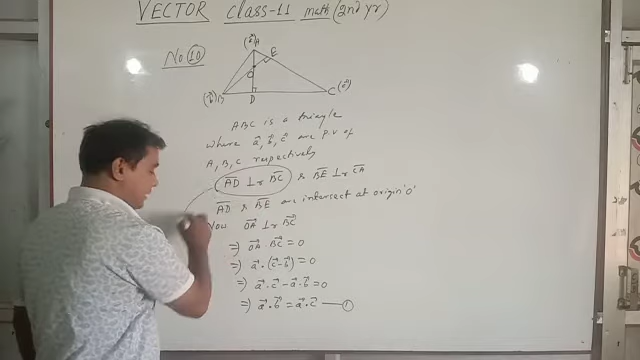 VECTOR Class-11 math (2nd yr)
No (10)
(a⃗)A
E
O
(b⃗)B D C(c⃗)
ABC is a triangle
where a⃗, b⃗, c⃗ are p.v of
A, B, C respectively
AD ⊥r BC & BE ⊥r CA
AD & BE are intersect at origin 'O'
Now OA⃗ ⊥r BC⃗
⇒ OA⃗ · BC⃗ = 0
⇒ a⃗ · (c⃗ - b⃗) = 0
⇒ a⃗ · c⃗ - a⃗ · b⃗ = 0
⇒ a⃗ · b⃗ = a⃗ · c⃗ — (1)